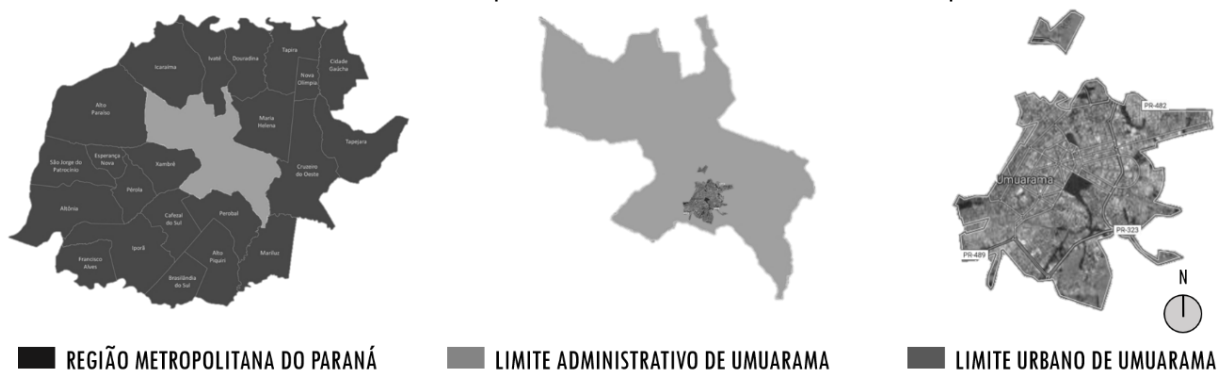 Icaraíma
Ivaté
Douradina
Tapira
Cidade
Gaúcha
Nova
Olímpia
Alto
Paraíso
Maria
Helena
Tapejara
São Jorge do
Patrocínio
Esperança
Nova
Xambrê
Cruzeiro
do Oeste
Pérola
Altônia
Cafezal
do Sul
Perobal
Iporã
Alto
Piquiri
Mariluz
Francisco
Alves
Brasilândia
do Sul
PR-482
Umuarama
PR-323
PR-489
N
REGIÃO METROPOLITANA DO PARANÁ
LIMITE ADMINISTRATIVO DE UMUARAMA
LIMITE URBANO DE UMUARAMA